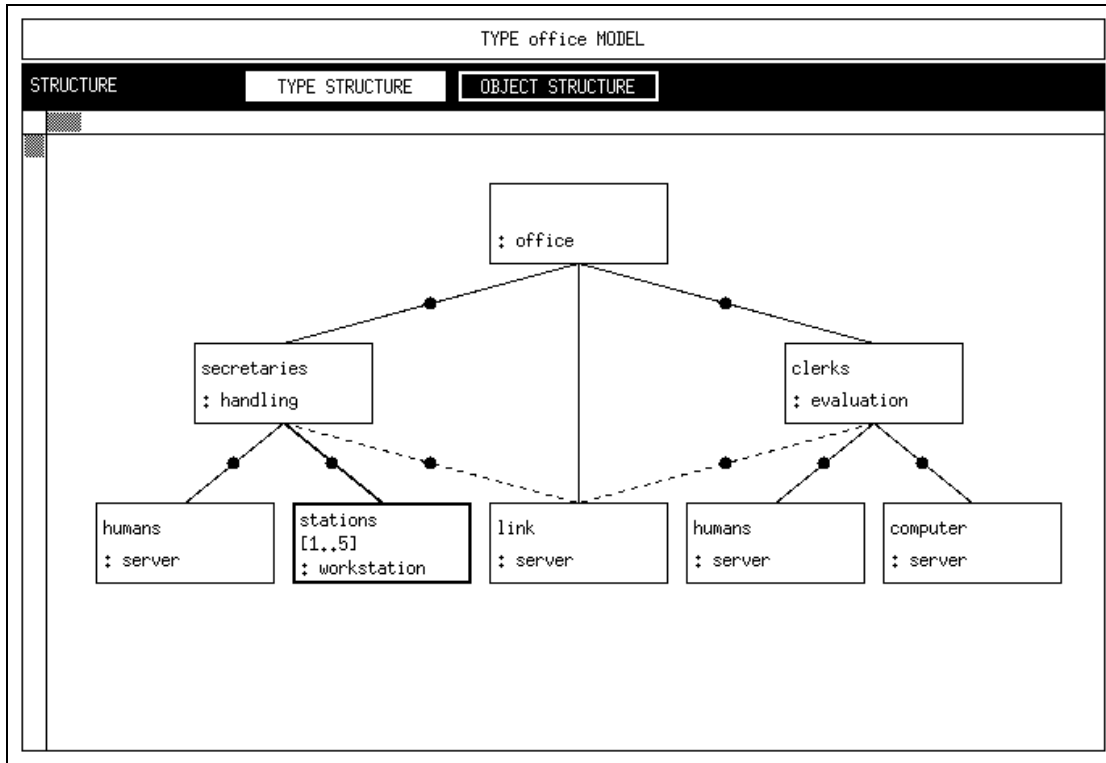 TYPE office MODEL
STRUCTURE
TYPE STRUCTURE
OBJECT STRUCTURE
: office
secretaries
: handling
clerks
: evaluation
humans
: server
stations
[1..5]
: workstation
link
: server
humans
: server
computer
: server